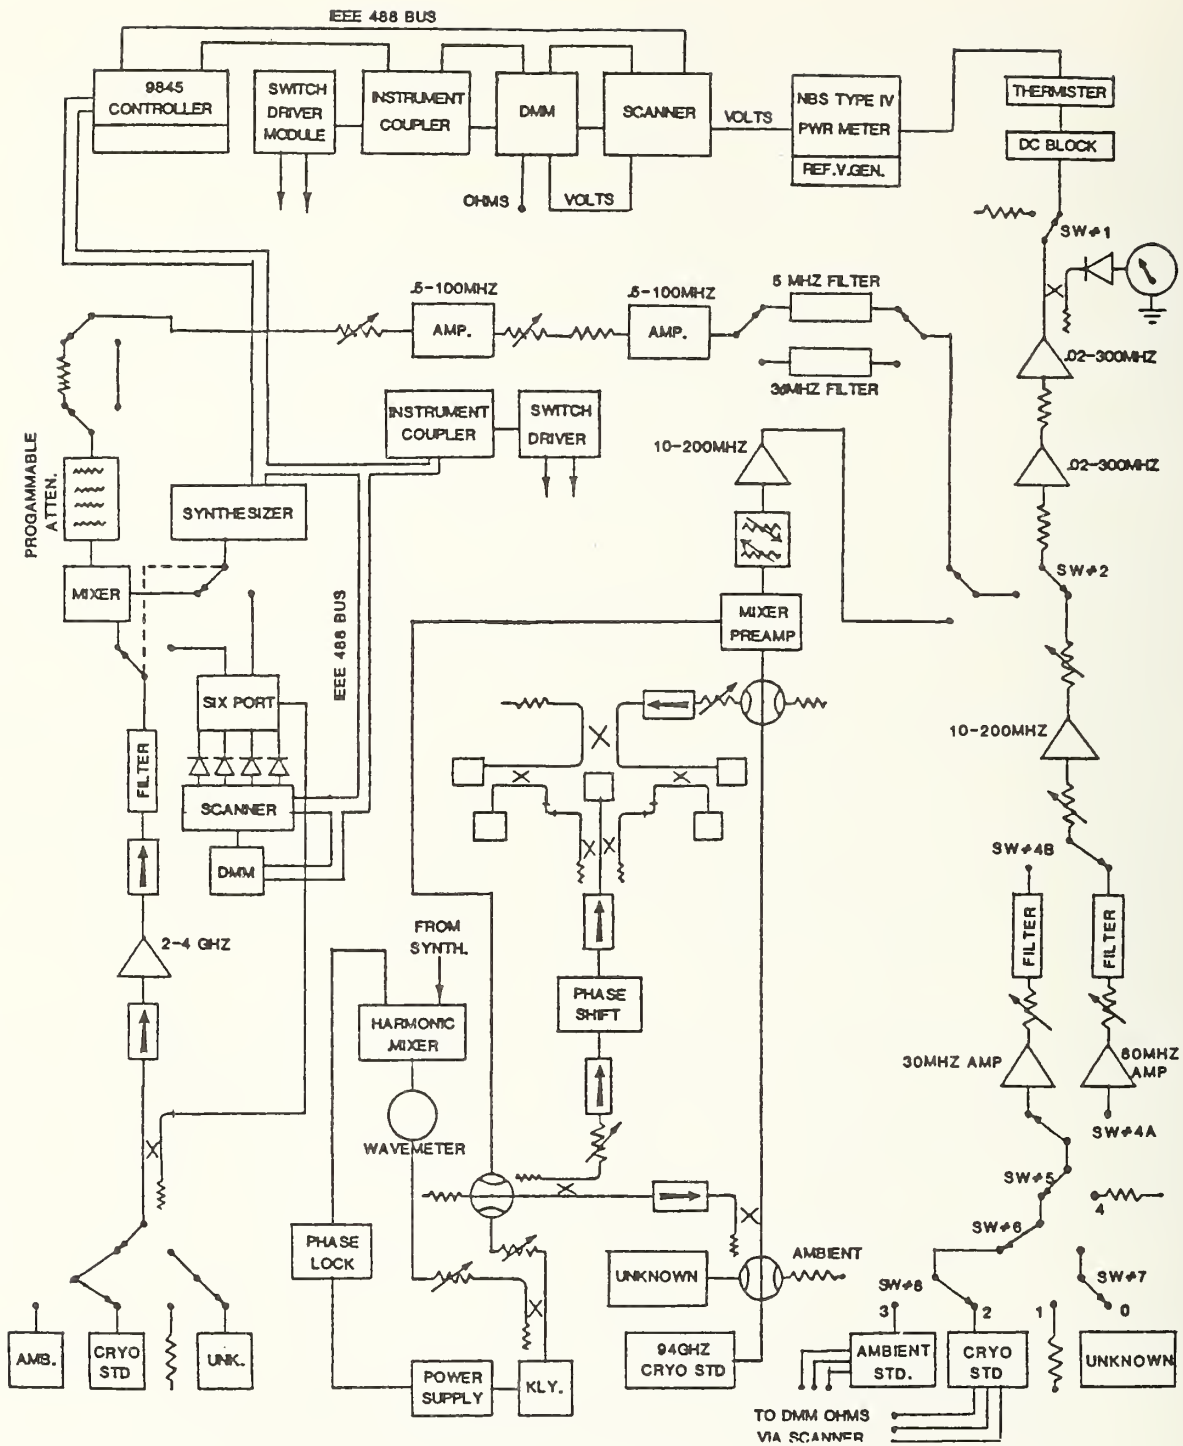 IEEE 488 BUS
9845
CONTROLLER
SWITCH
DRIVER
MODULE
INSTRUMENT
COUPLER
DMM
SCANNER
VOLTS
NBS TYPE IV
PWR METER
REF.V.GEN.
THERMISTER
DC BLOCK
OHMS
VOLTS
SW#1
.5-100MHZ
AMP.
.5-100MHZ
AMP.
5 MHZ FILTER
30MHZ FILTER
.02-300MHZ
.02-300MHZ
INSTRUMENT
COUPLER
SWITCH
DRIVER
10-200MHZ
PROGAMMABLE
ATTEN.
SYNTHESIZER
MIXER
MIXER
PREAMP
SW#2
IEEE 488 BUS
SIX PORT
FILTER
SCANNER
DMM
10-200MHZ
SW#4B
FILTER
FILTER
2-4 GHZ
FROM
SYNTH.
HARMONIC
MIXER
PHASE
SHIFT
30MHZ AMP
60MHZ
AMP
SW#4A
WAVEMETER
SW#5
4
SW#6
PHASE
LOCK
UNKNOWN
AMBIENT
SW#7
SW#8
3
2
1
0
AMB.
CRYO
STD
UNK.
POWER
SUPPLY
KLY.
94GHZ
CRYO STD
AMBIENT
STD.
CRYO
STD
UNKNOWN
TO DMM OHMS
VIA SCANNER